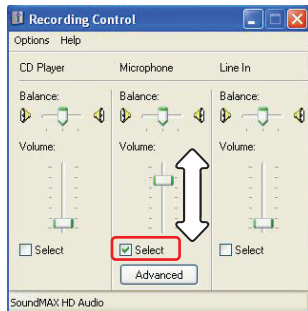 Recording Control
Options Help
CD Player Microphone Line In
Balance: Balance: Balance:
Volume: Volume: Volume:
Select Select Select
Advanced
SoundMAX HD Audio